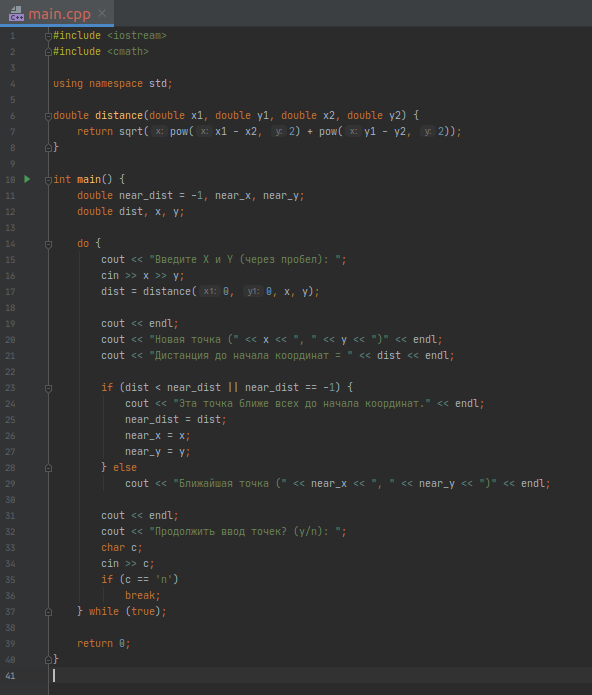 main.cpp
1 #include <iostream>
2 #include <cmath>
3
4 using namespace std;
5
6 double distance(double x1, double y1, double x2, double y2) {
7     return sqrt( x: pow( x: x1 - x2, y: 2) + pow( x: y1 - y2, y: 2));
8 }
9
10 int main() {
11     double near_dist = -1, near_x, near_y;
12     double dist, x, y;
13
14     do {
15         cout << "Введите X и Y (через пробел): ";
16         cin >> x >> y;
17         dist = distance( x1: 0, y1: 0, x, y);
18
19         cout << endl;
20         cout << "Новая точка (" << x << ", " << y << ")" << endl;
21         cout << "Дистанция до начала координат = " << dist << endl;
22
23         if (dist < near_dist || near_dist == -1) {
24             cout << "Эта точка ближе всех до начала координат." << endl;
25             near_dist = dist;
26             near_x = x;
27             near_y = y;
28         } else
29             cout << "Ближайшая точка (" << near_x << ", " << near_y << ")" << endl;
30
31         cout << endl;
32         cout << "Продолжить ввод точек? (y/n): ";
33         char c;
34         cin >> c;
35         if (c == 'n')
36             break;
37     } while (true);
38
39     return 0;
40 }
41